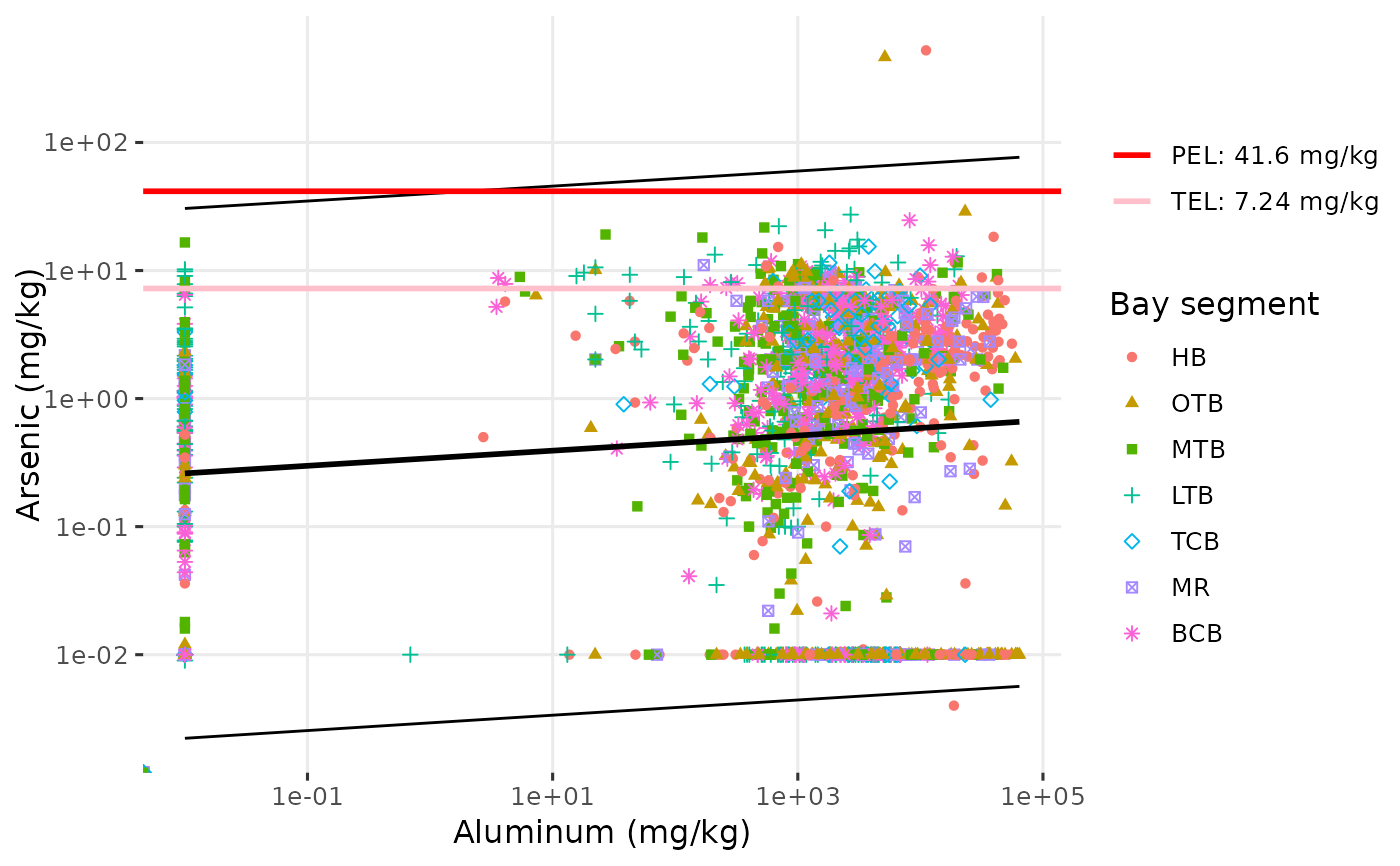 Arsenic (mg/kg)
1e+02
1e+01
1e+00
1e-01
1e-02
1e-01
1e+01
1e+03
1e+05
Aluminum (mg/kg)
PEL: 41.6 mg/kg
TEL: 7.24 mg/kg
Bay segment
HB
OTB
MTB
LTB
TCB
MR
BCB